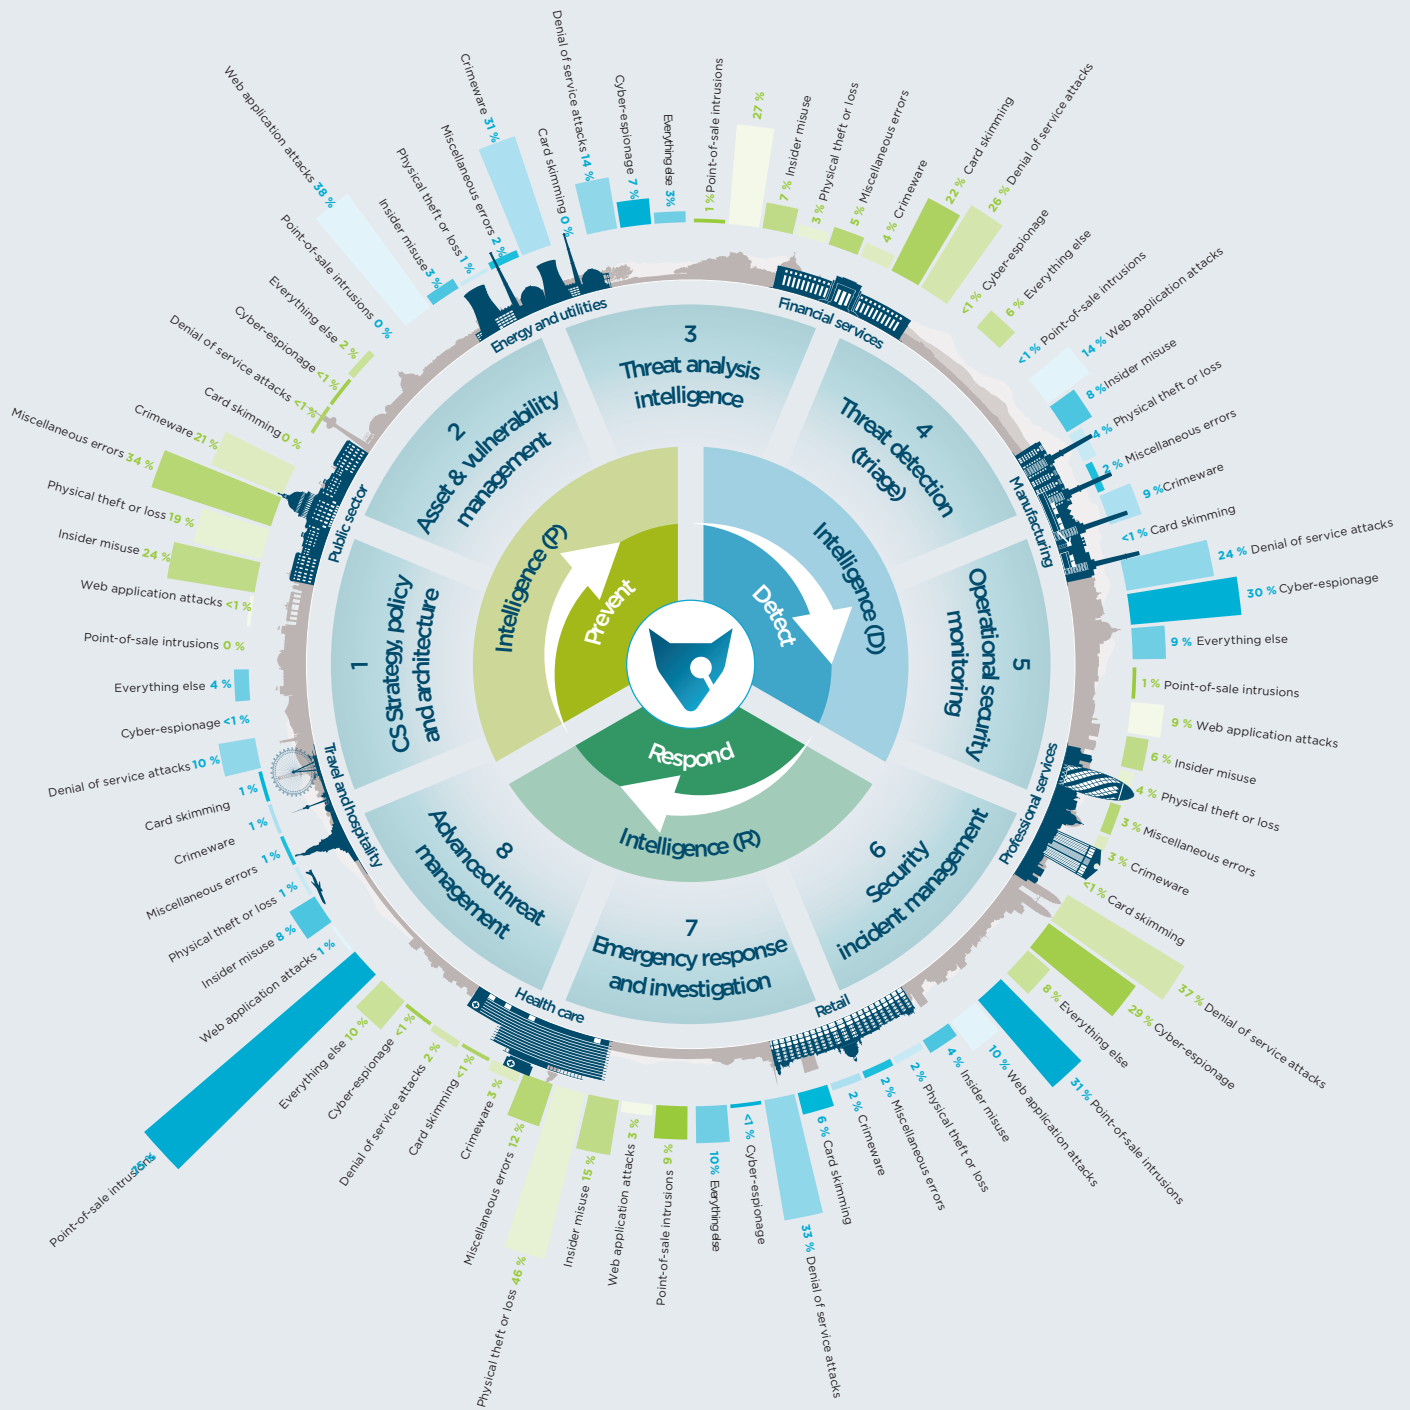 Prevent
Intelligence (P)
Detect
Intelligence (D)
Respond
Intelligence (R)
1
CS Strategy, policy
and architecture
2
Asset & vulnerability
management
3
Threat analysis
intelligence
4
Threat detection
(triage)
5
Operational security
monitoring
6
Security
incident management
7
Emergency response
and investigation
8
Advanced threat
management
Energy and utilities
Point-of-sale intrusions 0 %
Web application attacks 38 %
Insider misuse 3 %
Physical theft or loss 1 %
Miscellaneous errors 2 %
Crimeware 31 %
Card skimming 0 %
Denial of service attacks 14 %
Cyber-espionage 7 %
Everything else 3%
Financial services
1 % Point-of-sale intrusions
27 %
7 % Insider misuse
3 % Physical theft or loss
5 % Miscellaneous errors
4 % Crimeware
22 % Card skimming
26 % Denial of service attacks
<1 % Cyber-espionage
6 % Everything else
Manufacturing
<1 % Point-of-sale intrusions
14 % Web application attacks
8 % Insider misuse
4 % Physical theft or loss
2 % Miscellaneous errors
9 % Crimeware
<1 % Card skimming
24 % Denial of service attacks
30 % Cyber-espionage
9 % Everything else
Professional services
1 % Point-of-sale intrusions
9 % Web application attacks
6 % Insider misuse
4 % Physical theft or loss
3 % Miscellaneous errors
3 % Crimeware
<1 % Card skimming
37 % Denial of service attacks
29 % Cyber-espionage
8 % Everything else
Retail
31 % Point-of-sale intrusions
10 % Web application attacks
4 % Insider misuse
2 % Physical theft or loss
2 % Miscellaneous errors
2 % Crimeware
6 % Card skimming
33 % Denial of service attacks
<1 % Cyber-espionage
10% Everything else
Health care
Point-of-sale intrusions 9 %
Web application attacks 3 %
Insider misuse 15 %
Physical theft or loss 46 %
Miscellaneous errors 12 %
Crimeware 3 %
Card skimming <1 %
Denial of service attacks 2 %
Cyber-espionage <1 %
Everything else 10 %
Travel and hospitality
Point-of-sale intrusions 75 %
Web application attacks 1 %
Insider misuse 8 %
Physical theft or loss 1 %
Miscellaneous errors 1 %
Crimeware 1 %
Card skimming 1 %
Denial of service attacks 10 %
Cyber-espionage <1 %
Everything else 4 %
Public sector
Point-of-sale intrusions 0 %
Web application attacks <1 %
Insider misuse 24 %
Physical theft or loss 19 %
Miscellaneous errors 34 %
Crimeware 21 %
Card skimming 0 %
Denial of service attacks <1 %
Cyber-espionage <1 %
Everything else 2 %